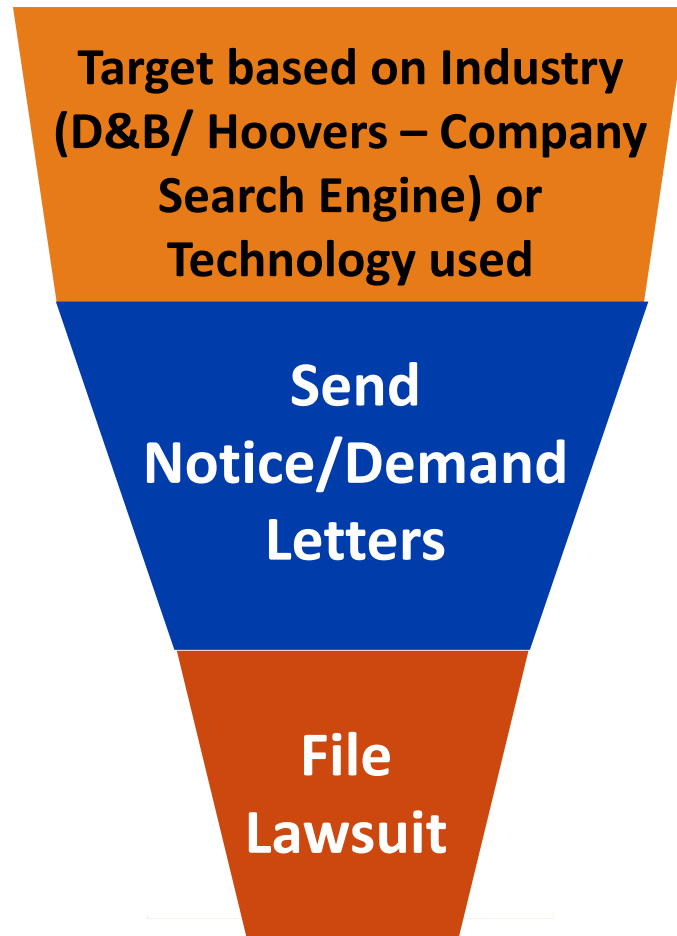 Target based on Industry
(D&B/ Hoovers – Company
Search Engine) or
Technology used
Send
Notice/Demand
Letters
File
Lawsuit